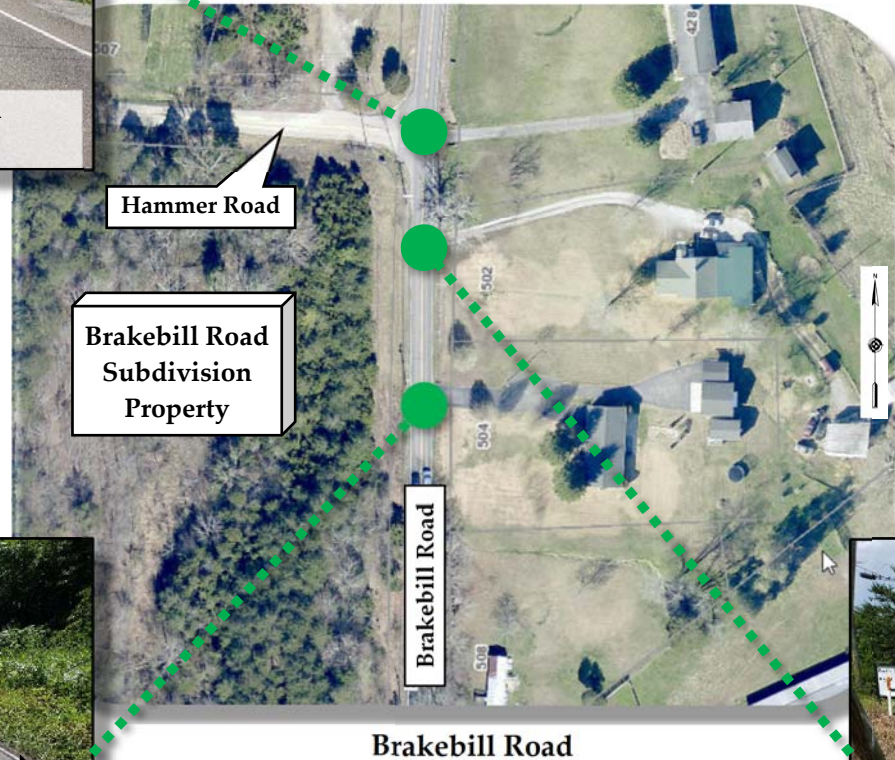 507
428
Hammer Road
502
Brakebill Road
Subdivision
Property
N
504
Brakebill Road
508
Brakebill Road